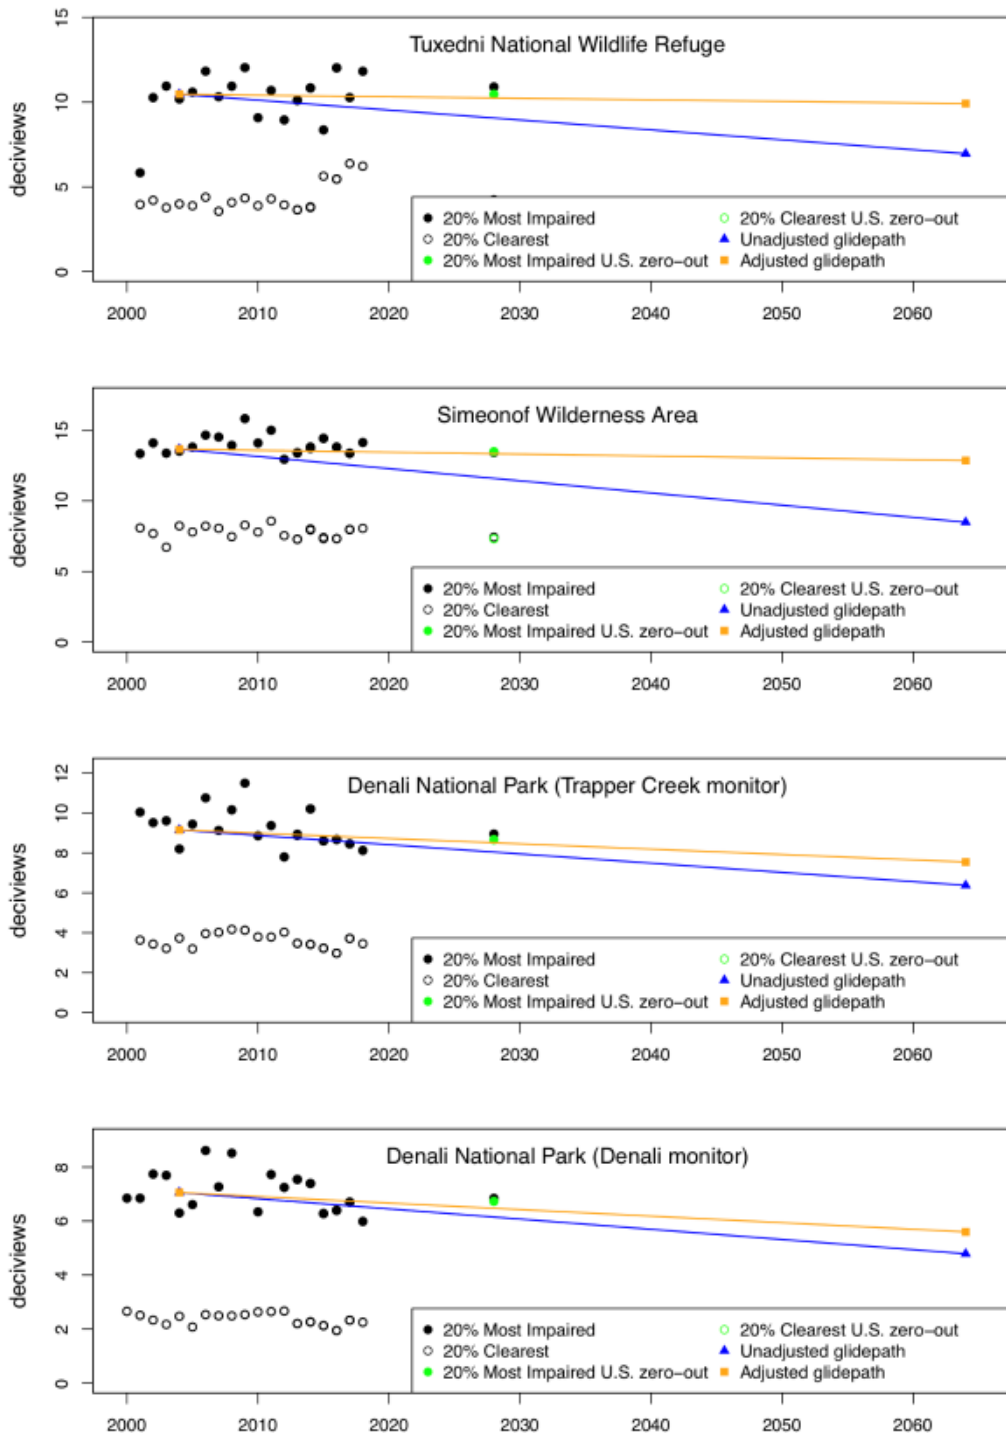 Tuxedni National Wildlife Refuge
deciviews
15
10
5
0
20% Most Impaired
20% Clearest
20% Most Impaired U.S. zero−out
20% Clearest U.S. zero−out
Unadjusted glidepath
Adjusted glidepath
2000 2010 2020 2030 2040 2050 2060
Simeonof Wilderness Area
deciviews
15
10
5
0
20% Most Impaired
20% Clearest
20% Most Impaired U.S. zero−out
20% Clearest U.S. zero−out
Unadjusted glidepath
Adjusted glidepath
2000 2010 2020 2030 2040 2050 2060
Denali National Park (Trapper Creek monitor)
deciviews
12
10
8
6
4
2
0
20% Most Impaired
20% Clearest
20% Most Impaired U.S. zero−out
20% Clearest U.S. zero−out
Unadjusted glidepath
Adjusted glidepath
2000 2010 2020 2030 2040 2050 2060
Denali National Park (Denali monitor)
deciviews
8
6
4
2
0
20% Most Impaired
20% Clearest
20% Most Impaired U.S. zero−out
20% Clearest U.S. zero−out
Unadjusted glidepath
Adjusted glidepath
2000 2010 2020 2030 2040 2050 2060